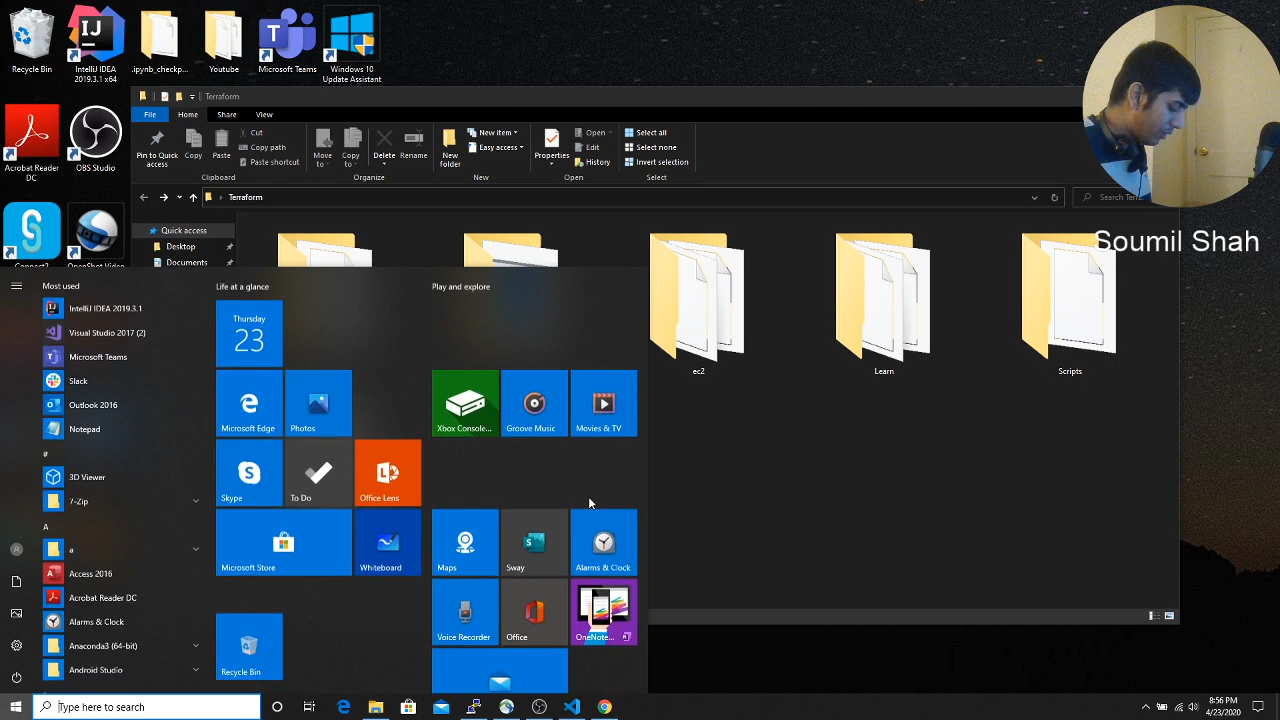 Recycle Bin
IntelliJ IDEA
2019.3.1 x64
.ipynb_checkp...
Youtube
Microsoft Teams
Windows 10
Update Assistant
Acrobat Reader
DC
OBS Studio
Terraform
File
Home
Share
View
Pin to Quick
access
Copy
Paste
Cut
Copy path
Paste shortcut
Clipboard
Move
to
Copy
to
Delete
Rename
Organize
New
folder
New item
Easy access
New
Properties
Open
Edit
History
Open
Select all
Select none
Invert selection
Select
Terraform
Search Terr
Quick access
Desktop
Documents
Soumil Shah
ec2
Learn
Scripts
Most used
IntelliJ IDEA 2019.3.1
Visual Studio 2017 (2)
Microsoft Teams
Slack
Outlook 2016
Notepad
#
3D Viewer
7-Zip
A
a
Access 2016
Acrobat Reader DC
Alarms & Clock
Anaconda3 (64-bit)
Android Studio
Life at a glance
Thursday
23
Microsoft Edge
Photos
Skype
To Do
Office Lens
Microsoft Store
Whiteboard
Recycle Bin
Play and explore
Xbox Console...
Groove Music
Movies & TV
Maps
Sway
Alarms & Clock
Voice Recorder
Office
OneNote...
Type here to search
8:56 PM
4/23/2020